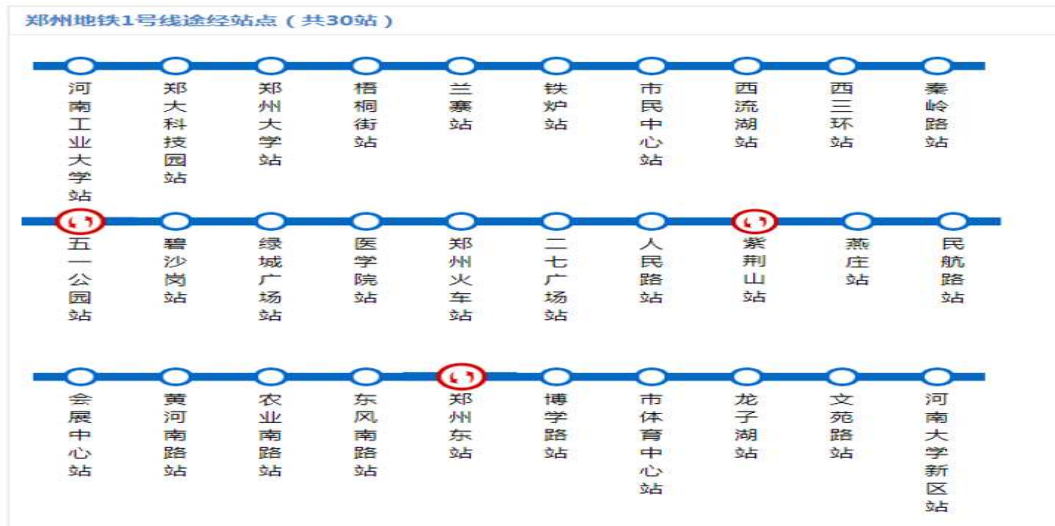 郑州地铁1号线途经站点（共30站）
河南工业大学站
郑大科技园站
郑州大学站
梧桐街站
兰寨站
铁炉站
市民中心站
西流湖站
西三环站
秦岭路站
五一公园站
碧沙岗站
绿城广场站
医学院站
郑州火车站
二七广场站
人民路站
紫荆山站
燕庄站
民航路站
会展中心站
黄河南路站
农业南路站
东风南路站
郑州东站
博学路站
市体育中心站
龙子湖站
文苑路站
河南大学新区站